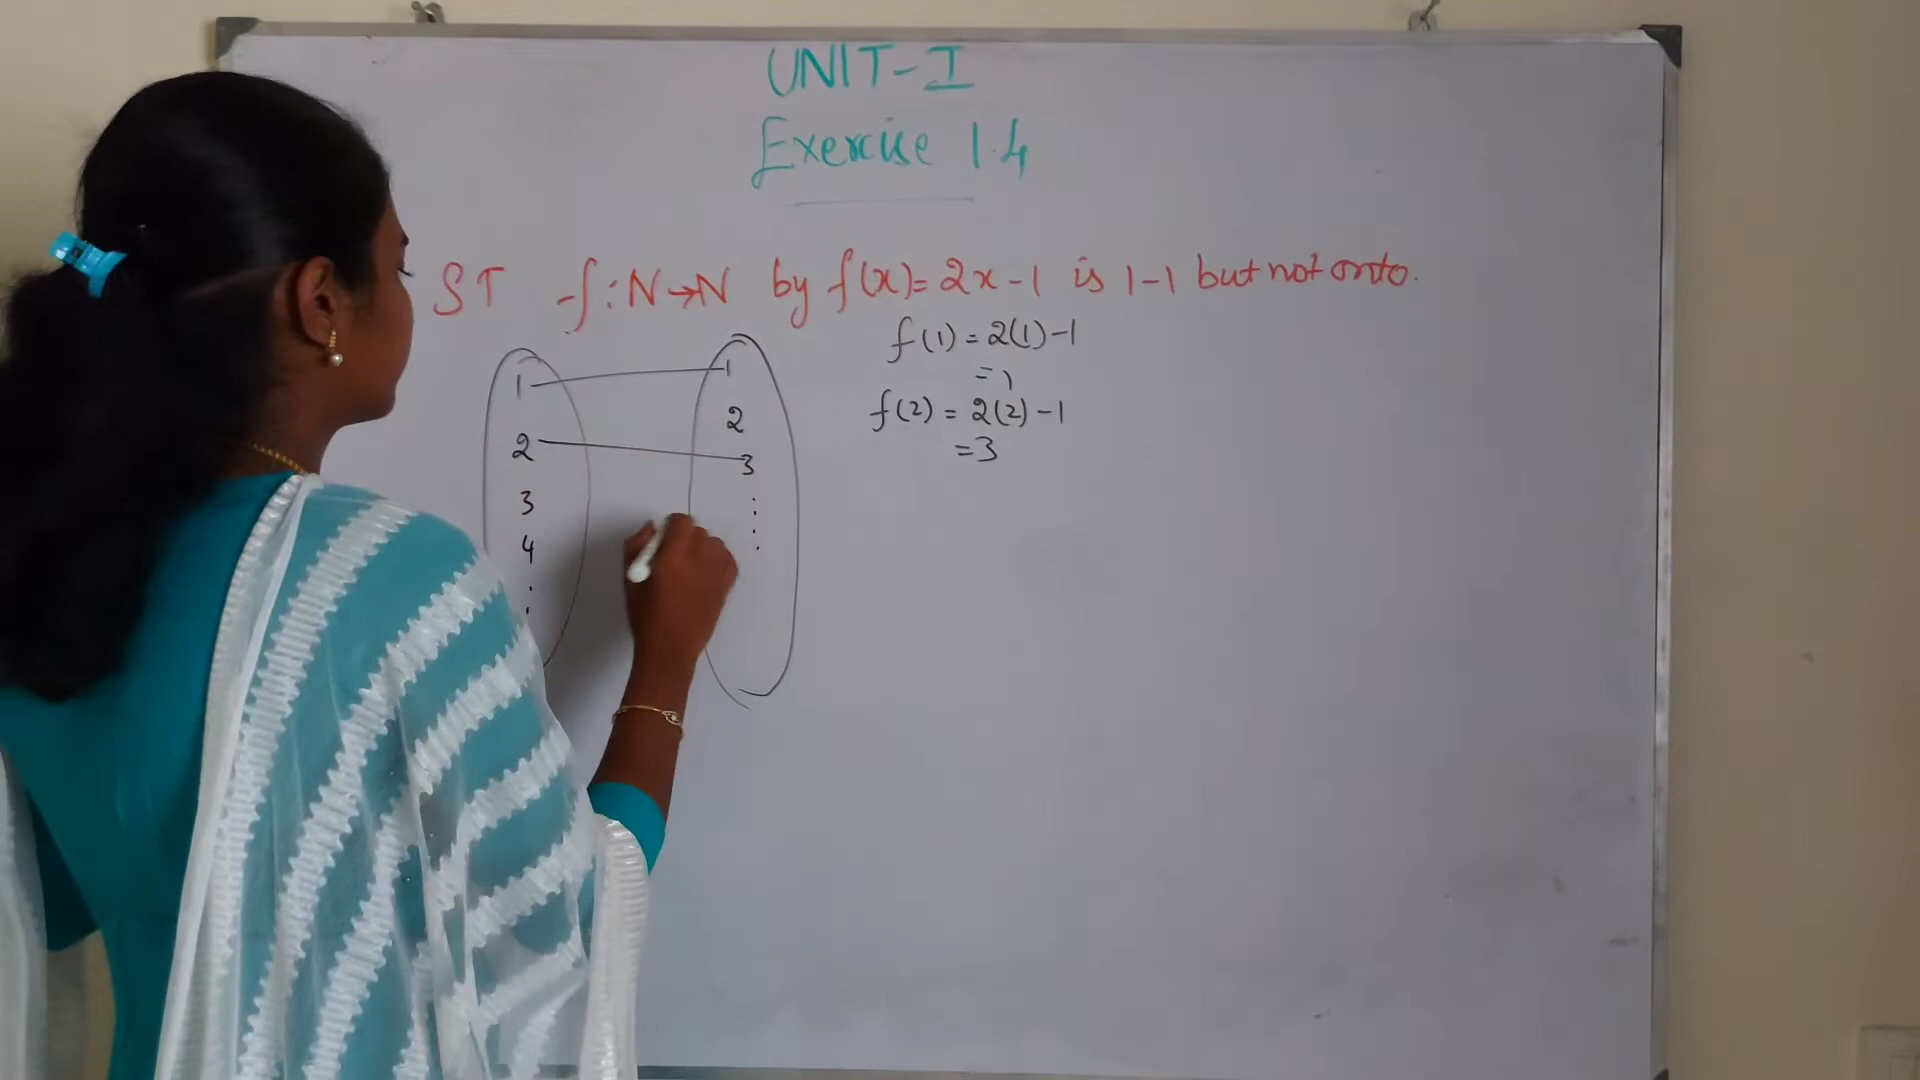 UNIT-I
Exercise 1.4
ST f:N→N by f(x)=2x-1 is 1-1 but not onto.
f(1)=2(1)-1
=1
f(2)=2(2)-1
=3
1
2
3
4
:
1
2
3
⋮